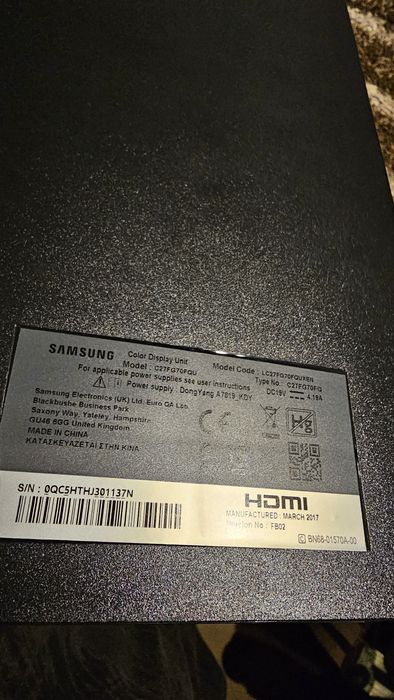 SAMSUNG Color Display Unit
Model : C27FG70FQU Model Code : LC27FG70FQUXEN
For applicable power supplies see user instructions Type No : C27FG70FQ
Power supply : DongYang A7819_KDY DC19V 4.19A
Samsung Electronics (UK) Ltd. Euro QA Lab.
Blackbushe Business Park
Saxony Way, Yateley, Hampshire
GU46 6GG United Kingdom
MADE IN CHINA
ΚΑΤΑΣΚΕΥΑΖΕΤΑΙ ΣΤΗΝ ΚΙΝΑ
CE
Hg
S/N : 0QC5HTHJ301137N
HDMI
MANUFACTURED : MARCH 2017
Version No : FB02
© BN68-01570A-00